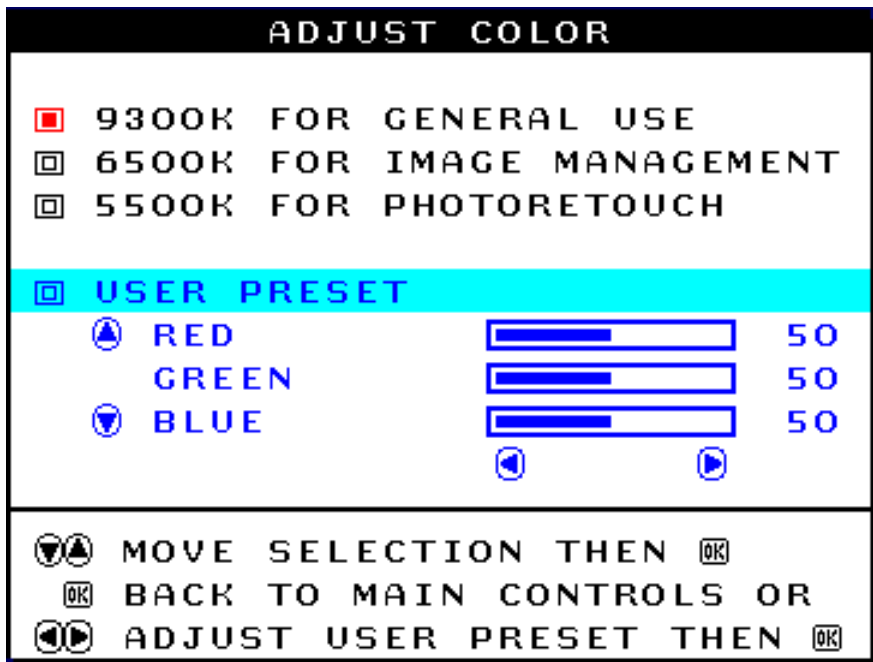 ADJUST COLOR
9300K FOR GENERAL USE
6500K FOR IMAGE MANAGEMENT
5500K FOR PHOTORETOUCH
USER PRESET
RED 50
GREEN 50
BLUE 50
MOVE SELECTION THEN OK
OK BACK TO MAIN CONTROLS OR
ADJUST USER PRESET THEN OK